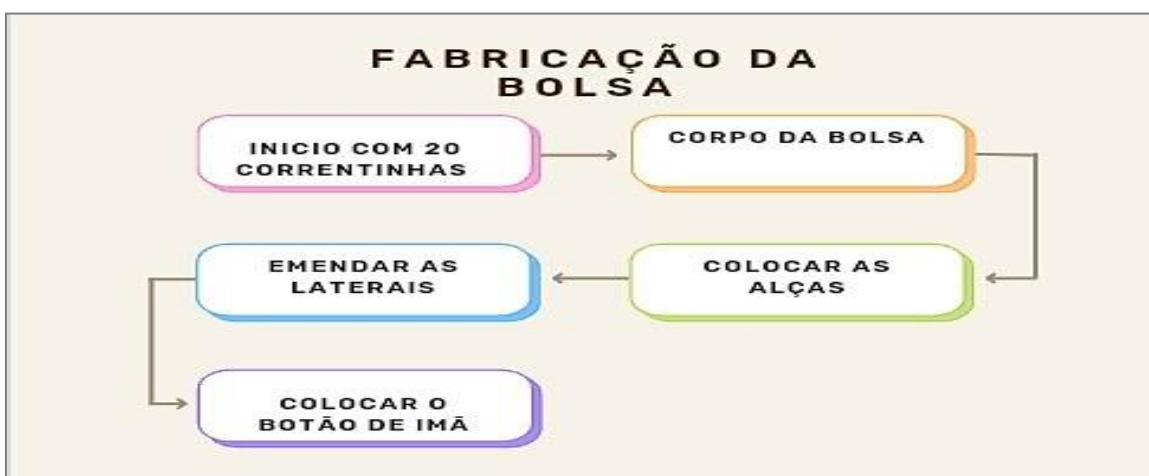 FABRICAÇÃO DA
BOLSA
INICIO COM 20
CORRENTINHAS
CORPO DA BOLSA
COLOCAR AS
ALÇAS
EMENDAR AS
LATERAIS
COLOCAR O
BOTÃO DE IMÃ